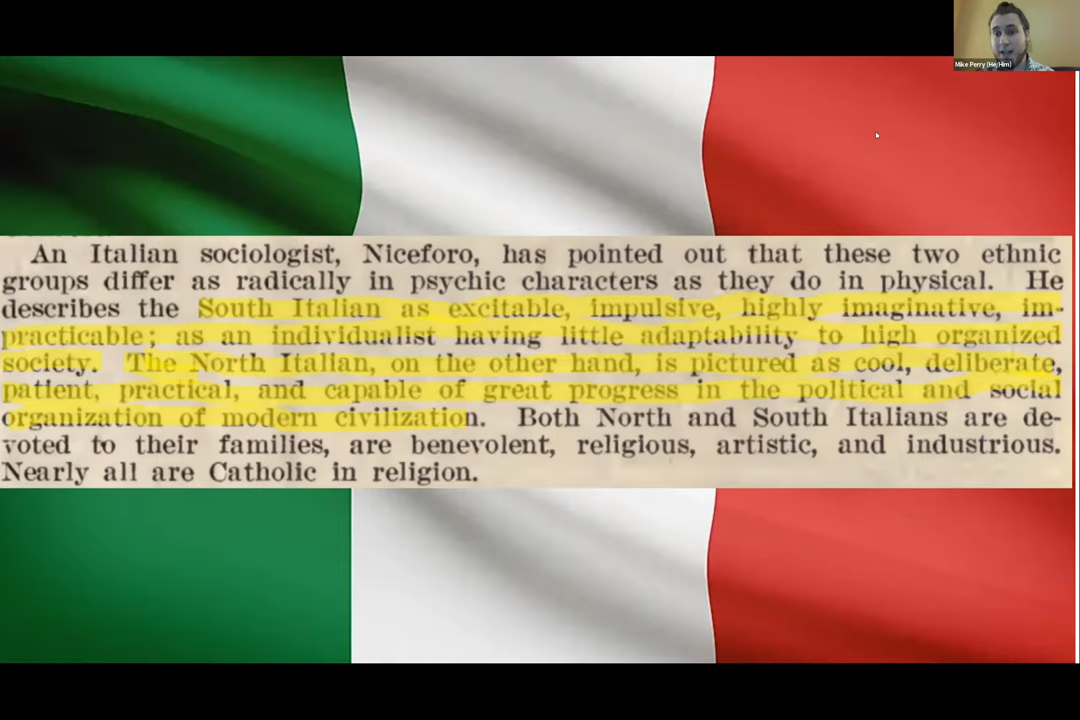 Mike Perry (He/Him)
An Italian sociologist, Niceforo, has pointed out that these two ethnic
groups differ as radically in psychic characters as they do in physical. He
describes the South Italian as excitable, impulsive, highly imaginative, im-
practicable; as an individualist having little adaptability to high organized
society. The North Italian, on the other hand, is pictured as cool, deliberate,
patient, practical, and capable of great progress in the political and social
organization of modern civilization. Both North and South Italians are de-
voted to their families, are benevolent, religious, artistic, and industrious.
Nearly all are Catholic in religion.